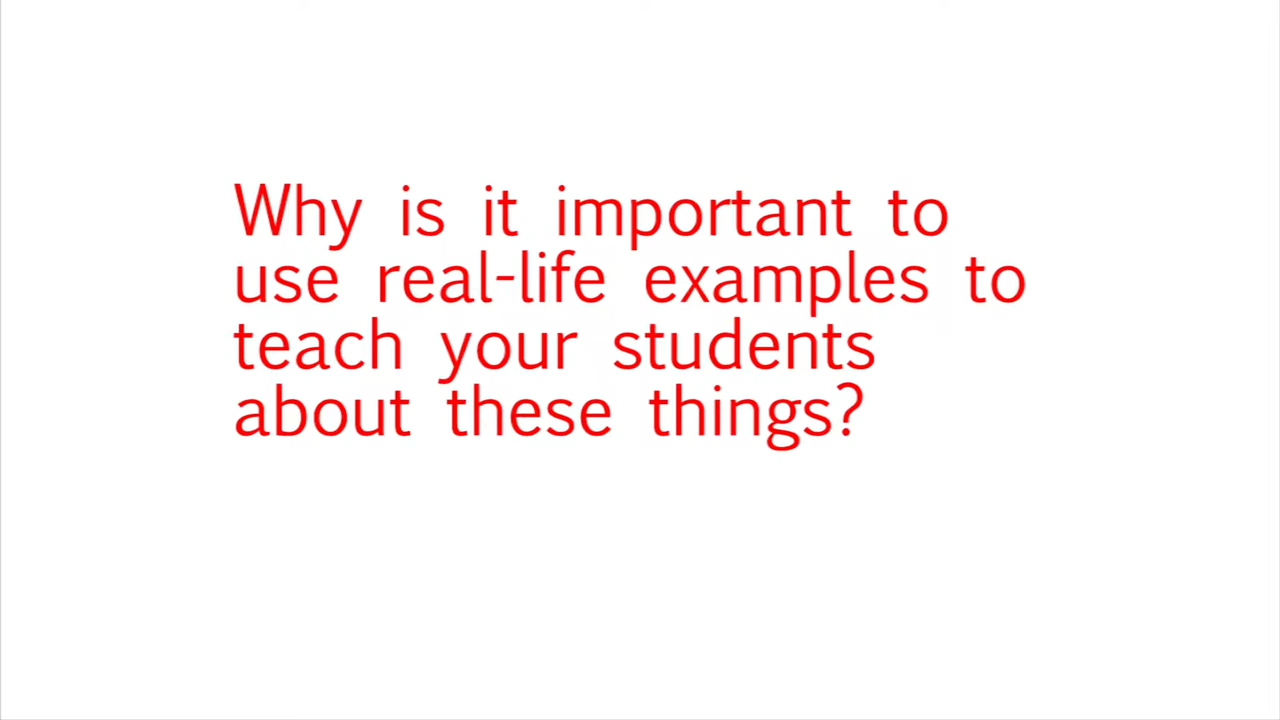 Why is it important to
use real-life examples to
teach your students
about these things?